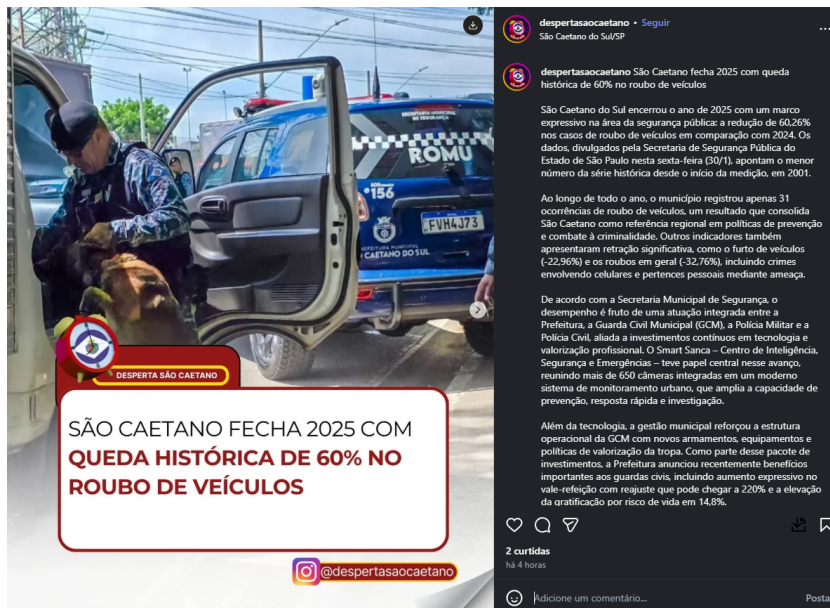 SECRETARIA MUNICIPAL
DE SEGURANÇA
ROMU
156
FVH4J73
PREFEITURA MUNICIPAL
CAETANO DO SUL
DESPERTA SÃO CAETANO
SÃO CAETANO FECHA 2025 COM
QUEDA HISTÓRICA DE 60% NO
ROUBO DE VEÍCULOS
@despertasaocaetano
despertasaocaetano • Seguir
São Caetano do Sul/SP
despertasaocaetano São Caetano fecha 2025 com queda
histórica de 60% no roubo de veículos
São Caetano do Sul encerrou o ano de 2025 com um marco
expressivo na área da segurança pública: a redução de 60,26%
nos casos de roubo de veículos em comparação com 2024. Os
dados, divulgados pela Secretaria de Segurança Pública do
Estado de São Paulo nesta sexta-feira (30/1), apontam o menor
número da série histórica desde o início da medição, em 2001.
Ao longo de todo o ano, o município registrou apenas 31
ocorrências de roubo de veículos, um resultado que consolida
São Caetano como referência regional em políticas de prevenção
e combate à criminalidade. Outros indicadores também
apresentaram retração significativa, como o furto de veículos
(-22,96%) e os roubos em geral (-32,76%), incluindo crimes
envolvendo celulares e pertences pessoais mediante ameaça.
De acordo com a Secretaria Municipal de Segurança, o
desempenho é fruto de uma atuação integrada entre a
Prefeitura, a Guarda Civil Municipal (GCM), a Polícia Militar e a
Polícia Civil, aliada a investimentos contínuos em tecnologia e
valorização profissional. O Smart Sanca – Centro de Inteligência,
Segurança e Emergências – teve papel central nesse avanço,
reunindo mais de 650 câmeras integradas em um moderno
sistema de monitoramento urbano, que amplia a capacidade de
prevenção, resposta rápida e investigação.
Além da tecnologia, a gestão municipal reforçou a estrutura
operacional da GCM com novos armamentos, equipamentos e
políticas de valorização da tropa. Como parte desse pacote de
investimentos, a Prefeitura anunciou recentemente benefícios
importantes aos guardas civis, incluindo aumento expressivo no
vale-refeição com reajuste que pode chegar a 220% e a elevação
da gratificação por risco de vida em 14,8%.
2 curtidas
há 4 horas
Adicione um comentário...
Posta